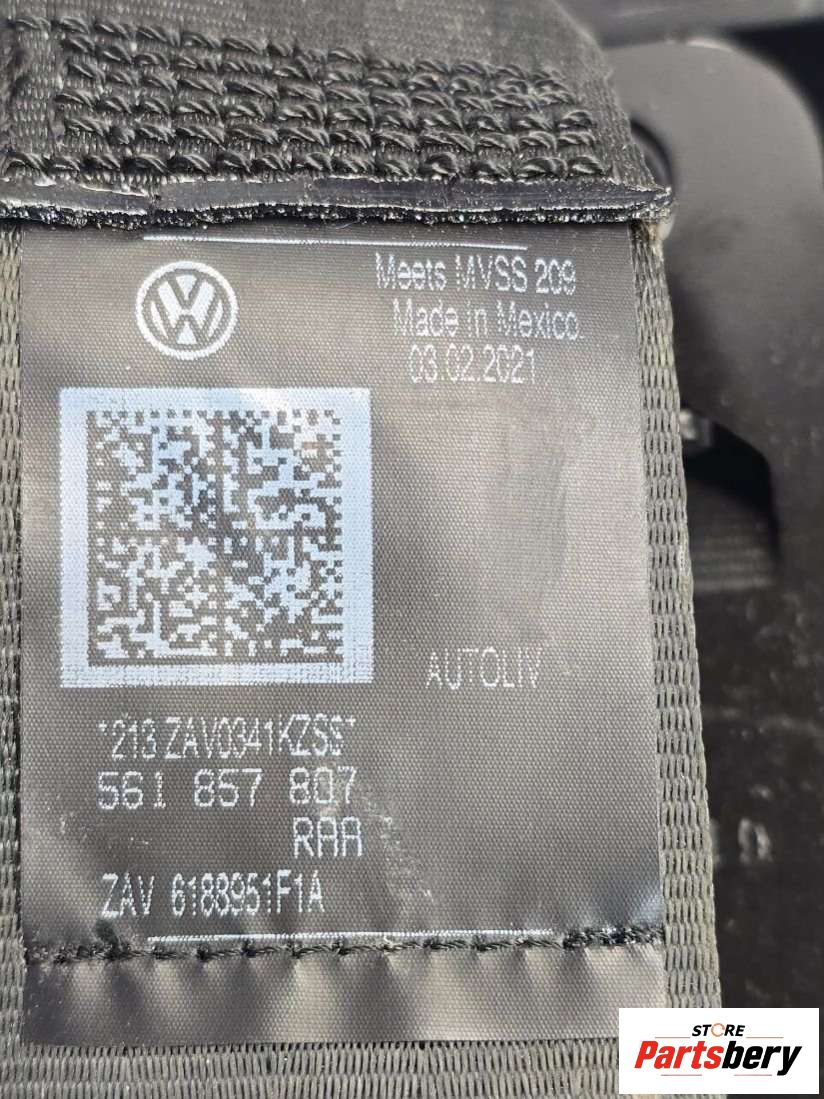 Meets MVSS 209
Made in Mexico.
03.02.2021
AUTOLIV
*213 ZAV0341KZSS*
561 857 807
RAA
ZAV 6188951F1A
STORE
Partsbery